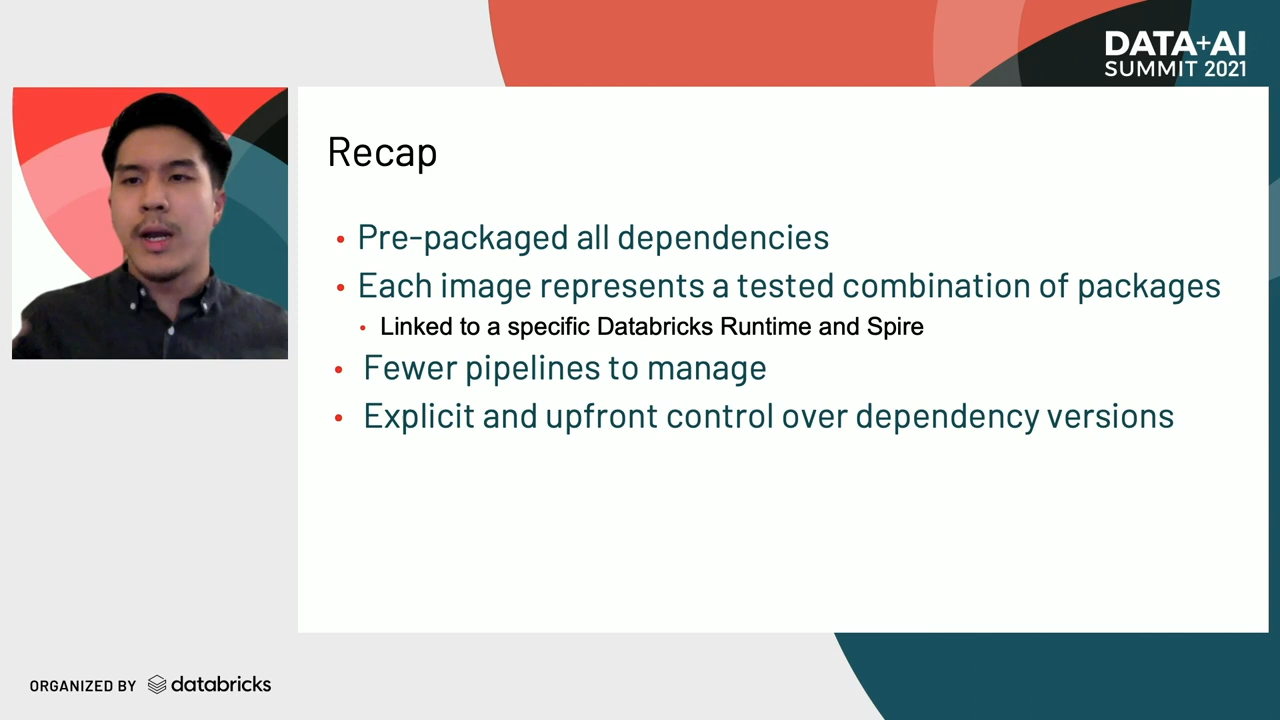 DATA+AI
SUMMIT 2021
Recap
• Pre-packaged all dependencies
• Each image represents a tested combination of packages
• Linked to a specific Databricks Runtime and Spire
• Fewer pipelines to manage
• Explicit and upfront control over dependency versions
ORGANIZED BY databricks